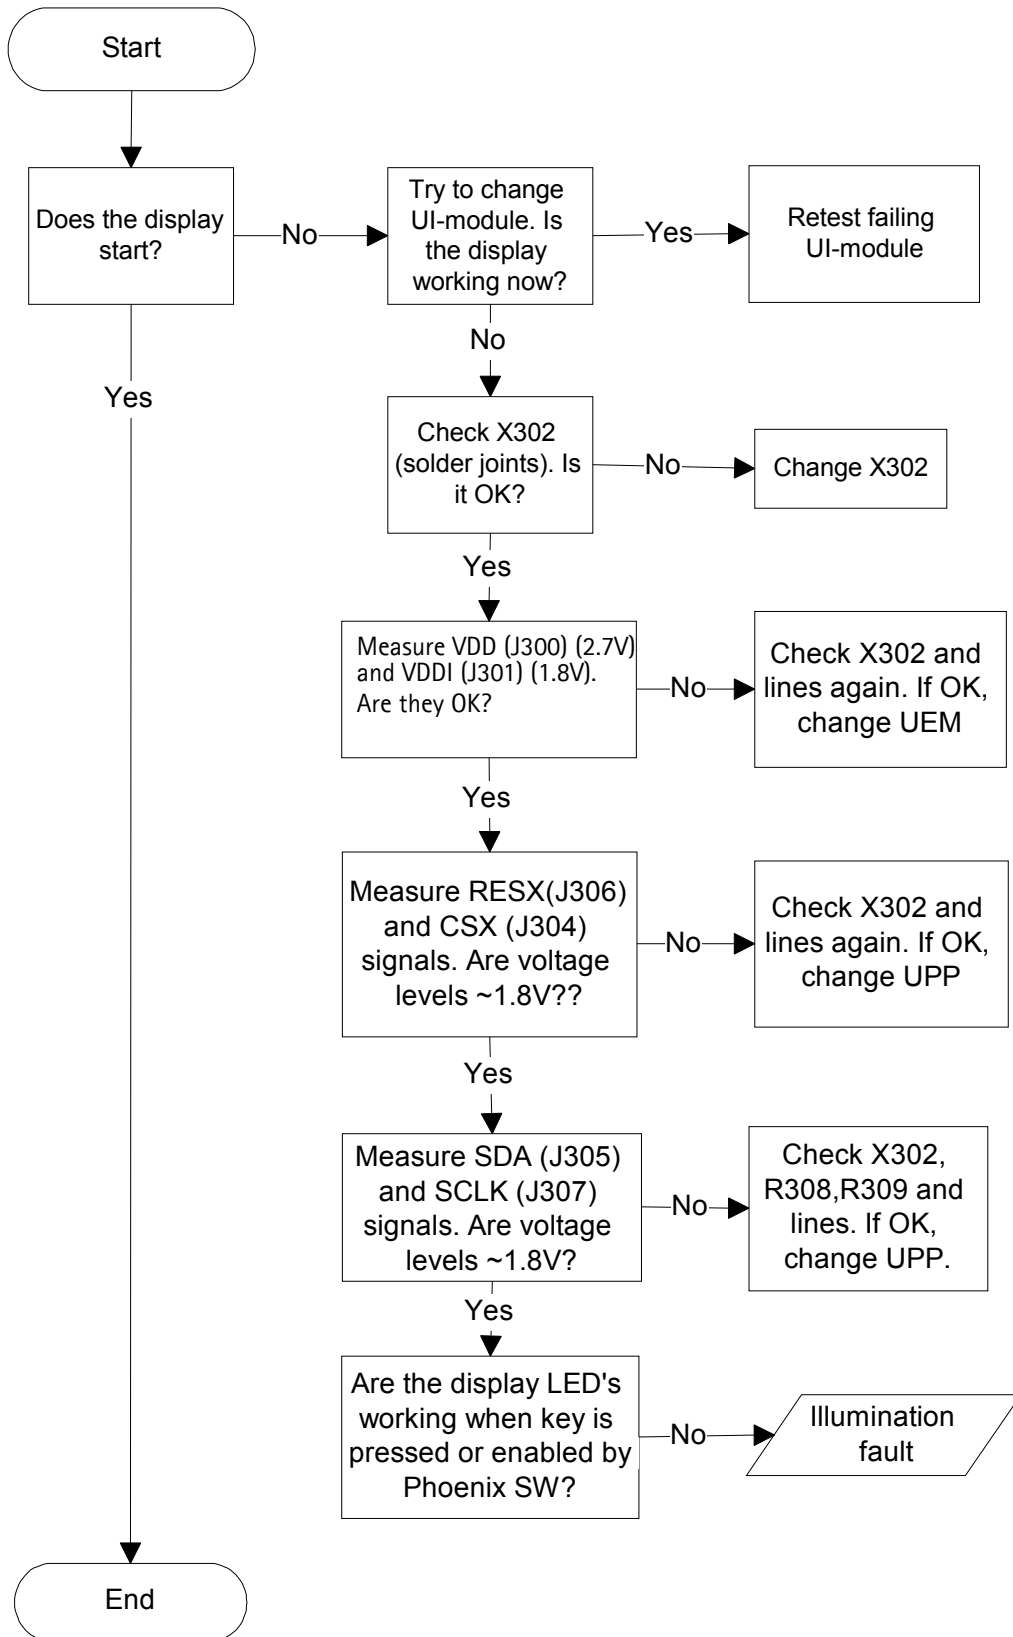 Start
Does the display
start?
No
Try to change
UI-module. Is
the display
working now?
Yes
Retest failing
UI-module
No
Yes
Check X302
(solder joints). Is
it OK?
No
Change X302
Yes
Measure VDD (J300) (2.7V)
and VDDI (J301) (1.8V).
Are they OK?
No
Check X302 and
lines again. If OK,
change UEM
Yes
Measure RESX(J306)
and CSX (J304)
signals. Are voltage
levels ~1.8V??
No
Check X302 and
lines again. If OK,
change UPP
Yes
Measure SDA (J305)
and SCLK (J307)
signals. Are voltage
levels ~1.8V?
No
Check X302,
R308,R309 and
lines. If OK,
change UPP.
Yes
Are the display LED's
working when key is
pressed or enabled by
Phoenix SW?
No
Illumination
fault
End